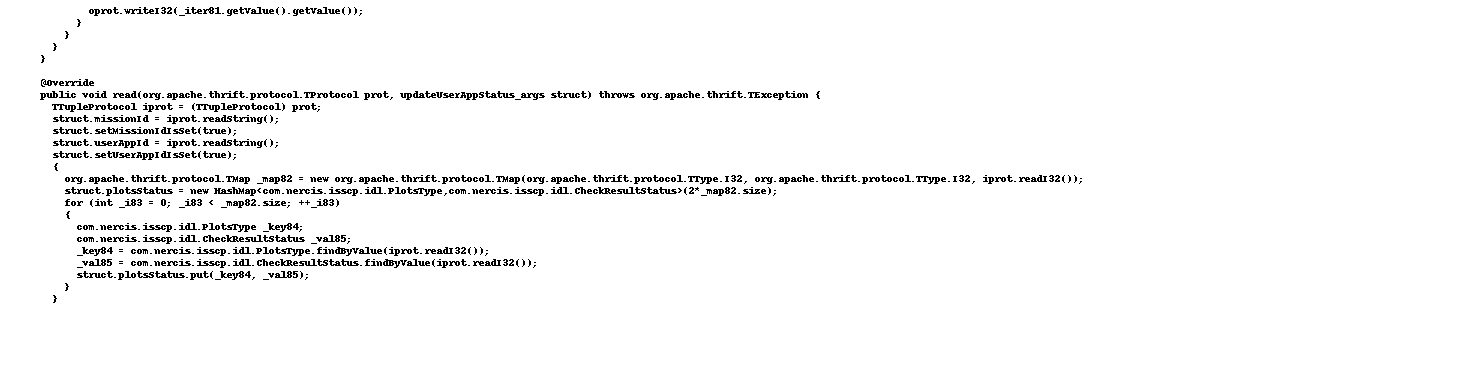 oprot.writeI32(_iter81.getValue().getValue());
}
}
}
}
@Override
public void read(org.apache.thrift.protocol.TProtocol prot, updateUserAppStatus_args struct) throws org.apache.thrift.TException {
TTupleProtocol iprot = (TTupleProtocol) prot;
struct.missionId = iprot.readString();
struct.setMissionIdIsSet(true);
struct.userAppId = iprot.readString();
struct.setUserAppIdIsSet(true);
{
org.apache.thrift.protocol.TMap _map82 = new org.apache.thrift.protocol.TMap(org.apache.thrift.protocol.TType.I32, org.apache.thrift.protocol.TType.I32, iprot.readI32());
struct.plotsStatus = new HashMap<com.nercis.isscp.idl.PlotsType,com.nercis.isscp.idl.CheckResultStatus>(2*_map82.size);
for (int _i83 = 0; _i83 < _map82.size; ++_i83)
{
com.nercis.isscp.idl.PlotsType _key84;
com.nercis.isscp.idl.CheckResultStatus _val85;
_key84 = com.nercis.isscp.idl.PlotsType.findByValue(iprot.readI32());
_val85 = com.nercis.isscp.idl.CheckResultStatus.findByValue(iprot.readI32());
struct.plotsStatus.put(_key84, _val85);
}
}